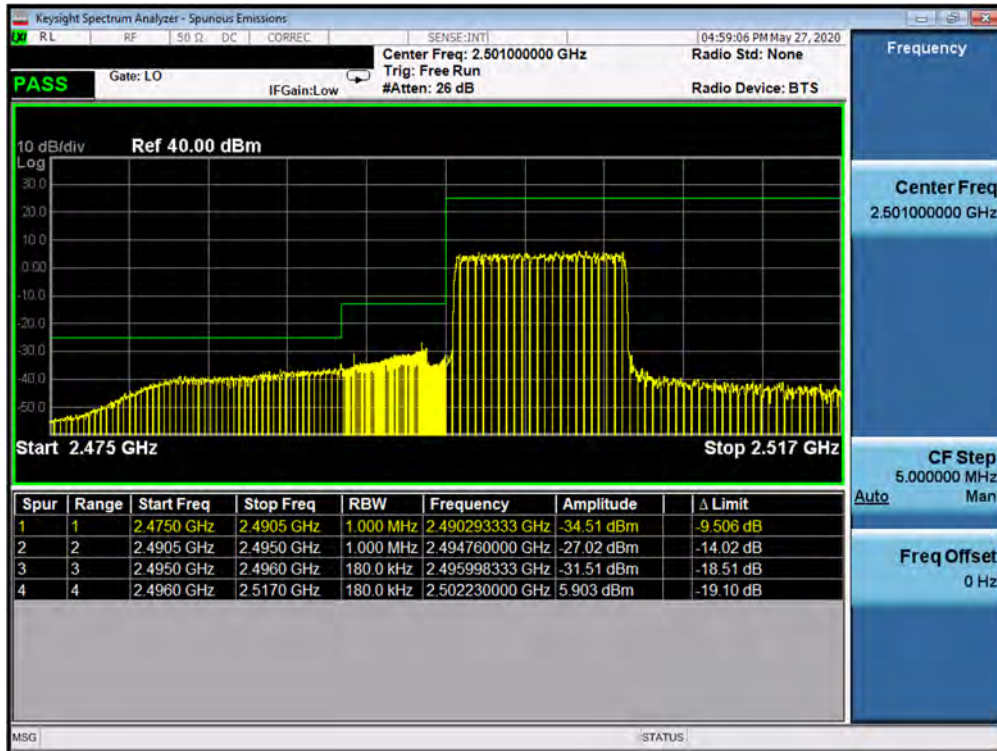 Keysight Spectrum Analyzer - Spurious Emissions
LXI RL RF 50 Ω DC CORREC SENSE:INT 04:59:06 PM May 27, 2020
Center Freq: 2.501000000 GHz Radio Std: None
Gate: LO Trig: Free Run
PASS IFGain:Low #Atten: 26 dB Radio Device: BTS
10 dB/div Ref 40.00 dBm
Log
30.0
20.0
10.0
0.00
-10.0
-20.0
-30.0
-40.0
-50.0
Start 2.475 GHz Stop 2.517 GHz
Spur Range Start Freq Stop Freq RBW Frequency Amplitude Δ Limit
1 1 2.4750 GHz 2.4905 GHz 1.000 MHz 2.490293333 GHz -34.51 dBm -9.506 dB
2 2 2.4905 GHz 2.4950 GHz 1.000 MHz 2.494760000 GHz -27.02 dBm -14.02 dB
3 3 2.4950 GHz 2.4960 GHz 180.0 kHz 2.495998333 GHz -31.51 dBm -18.51 dB
4 4 2.4960 GHz 2.5170 GHz 180.0 kHz 2.502230000 GHz 5.903 dBm -19.10 dB
Frequency
Center Freq
2.501000000 GHz
CF Step
5.000000 MHz
Auto Man
Freq Offset
0 Hz
MSG STATUS